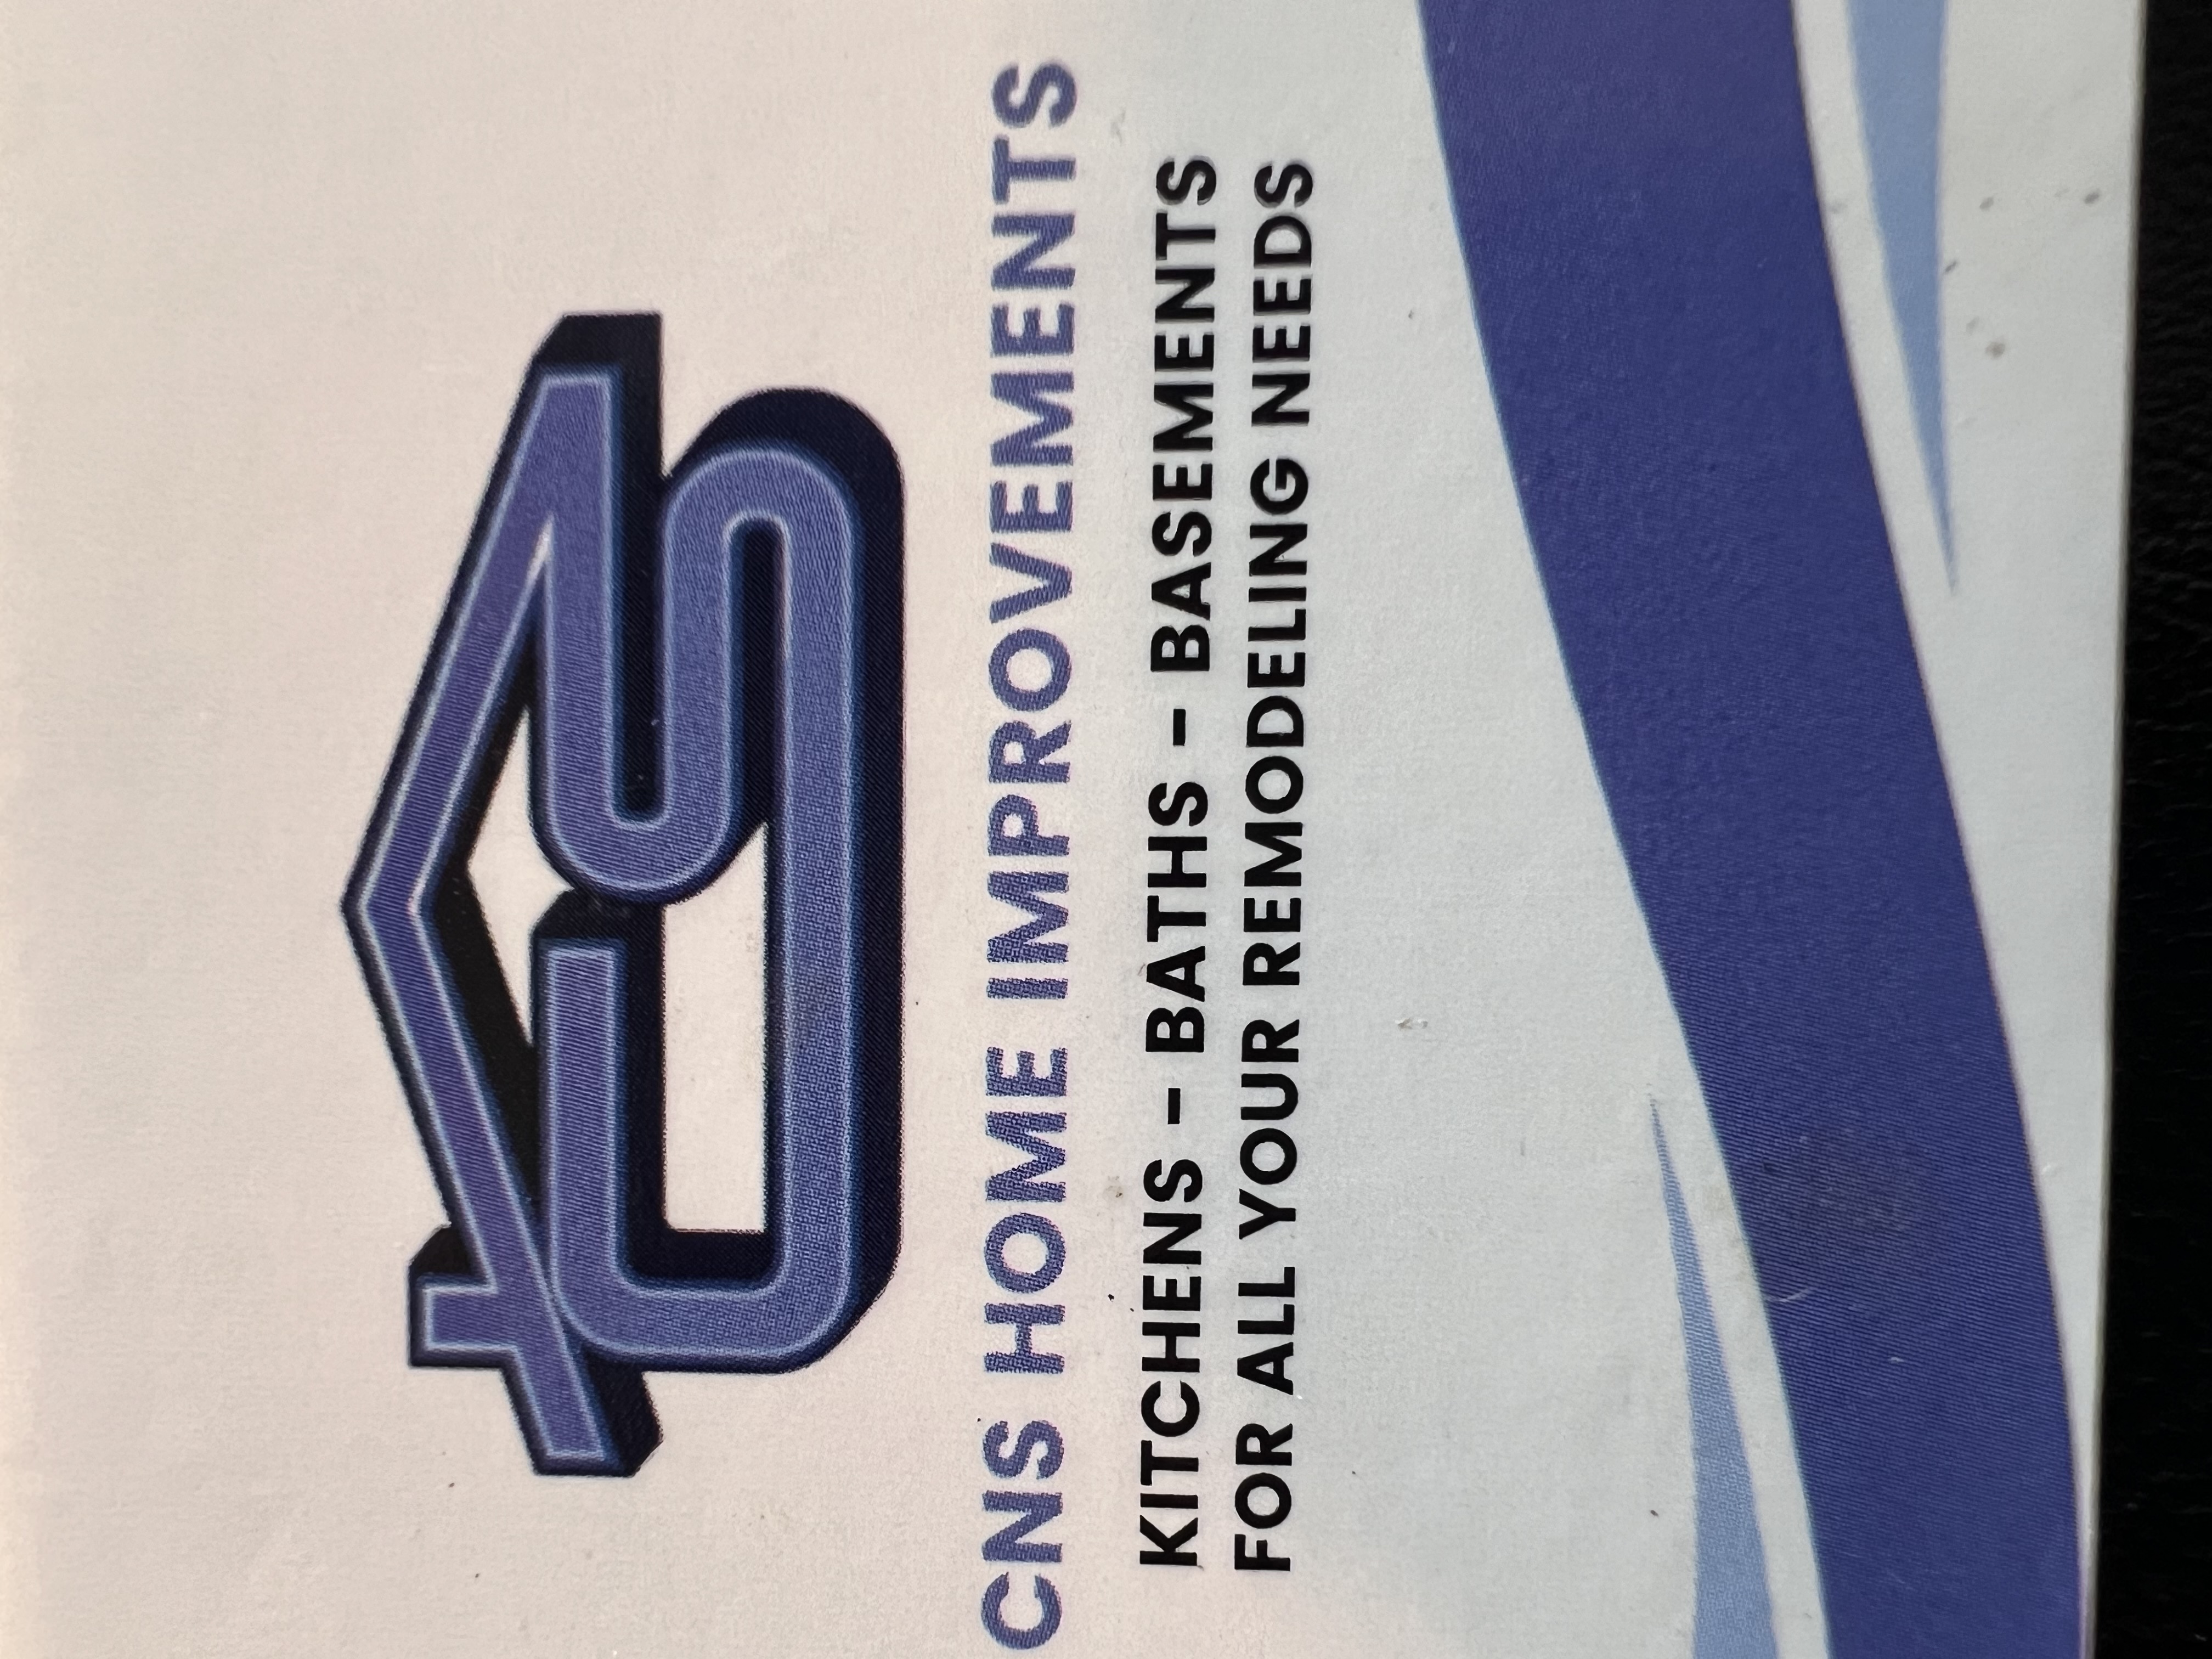 CNS HOME IMPROVEMENTS
KITCHENS - BATHS - BASEMENTS
FOR ALL YOUR REMODELING NEEDS